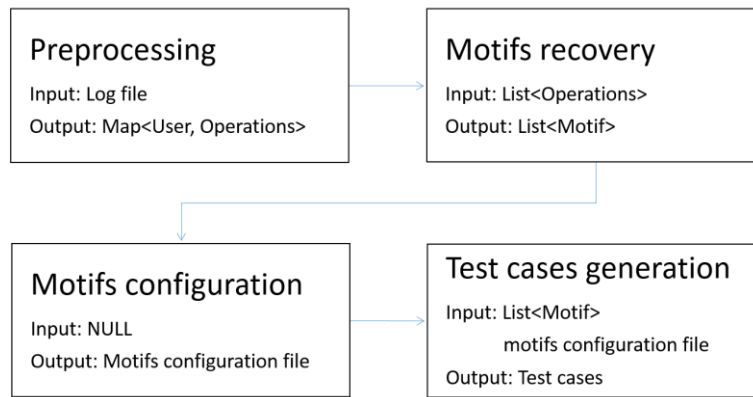 Preprocessing
Input: Log file
Output: Map<User, Operations>
Motifs recovery
Input: List<Operations>
Output: List<Motif>
Motifs configuration
Input: NULL
Output: Motifs configuration file
Test cases generation
Input: List<Motif>
motifs configuration file
Output: Test cases